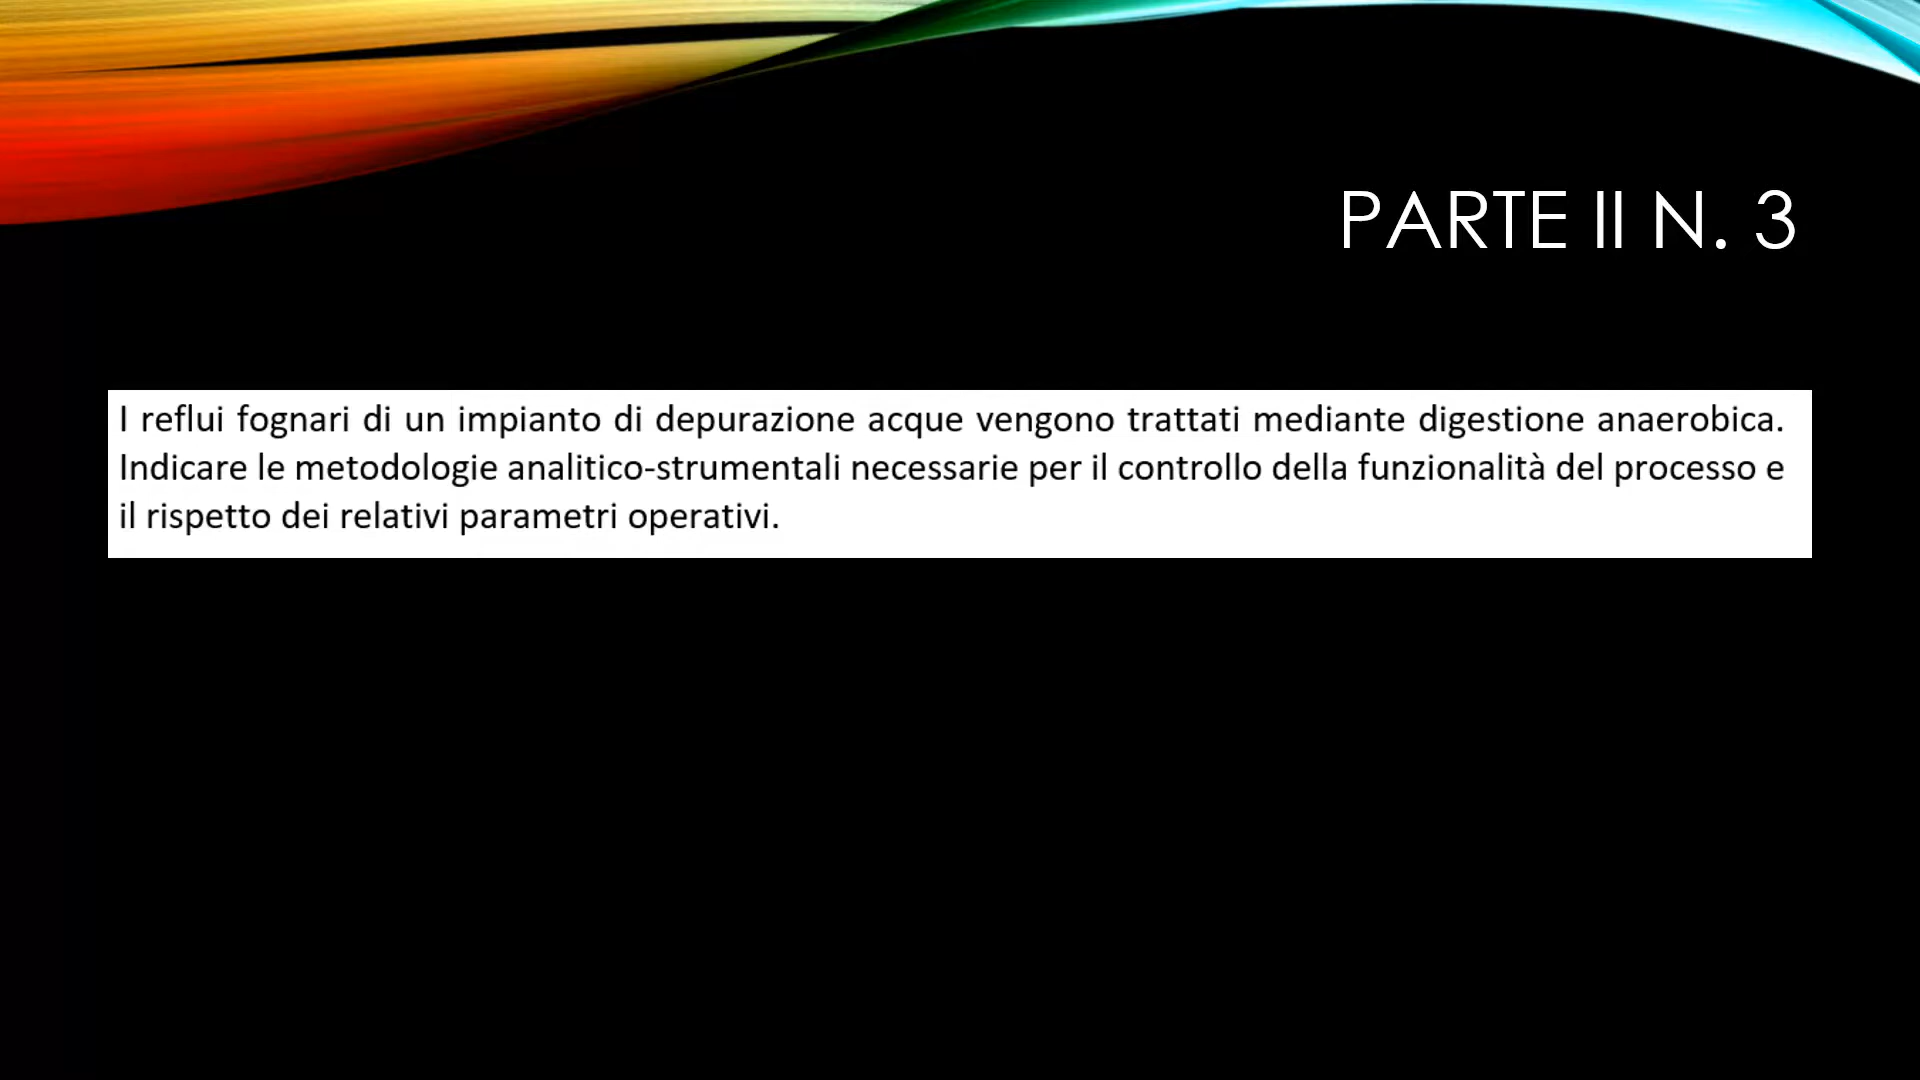 PARTE II N. 3
I reflui fognari di un impianto di depurazione acque vengono trattati mediante digestione anaerobica.
Indicare le metodologie analitico-strumentali necessarie per il controllo della funzionalità del processo e
il rispetto dei relativi parametri operativi.